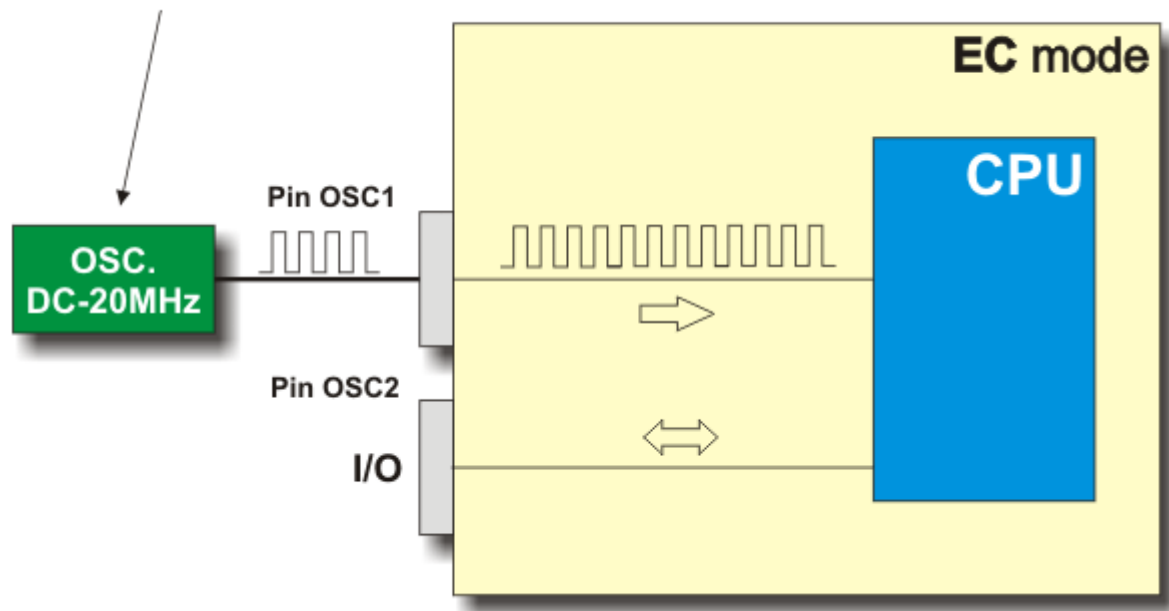 EC mode
CPU
Pin OSC1
OSC.
DC-20MHz
Pin OSC2
I/O